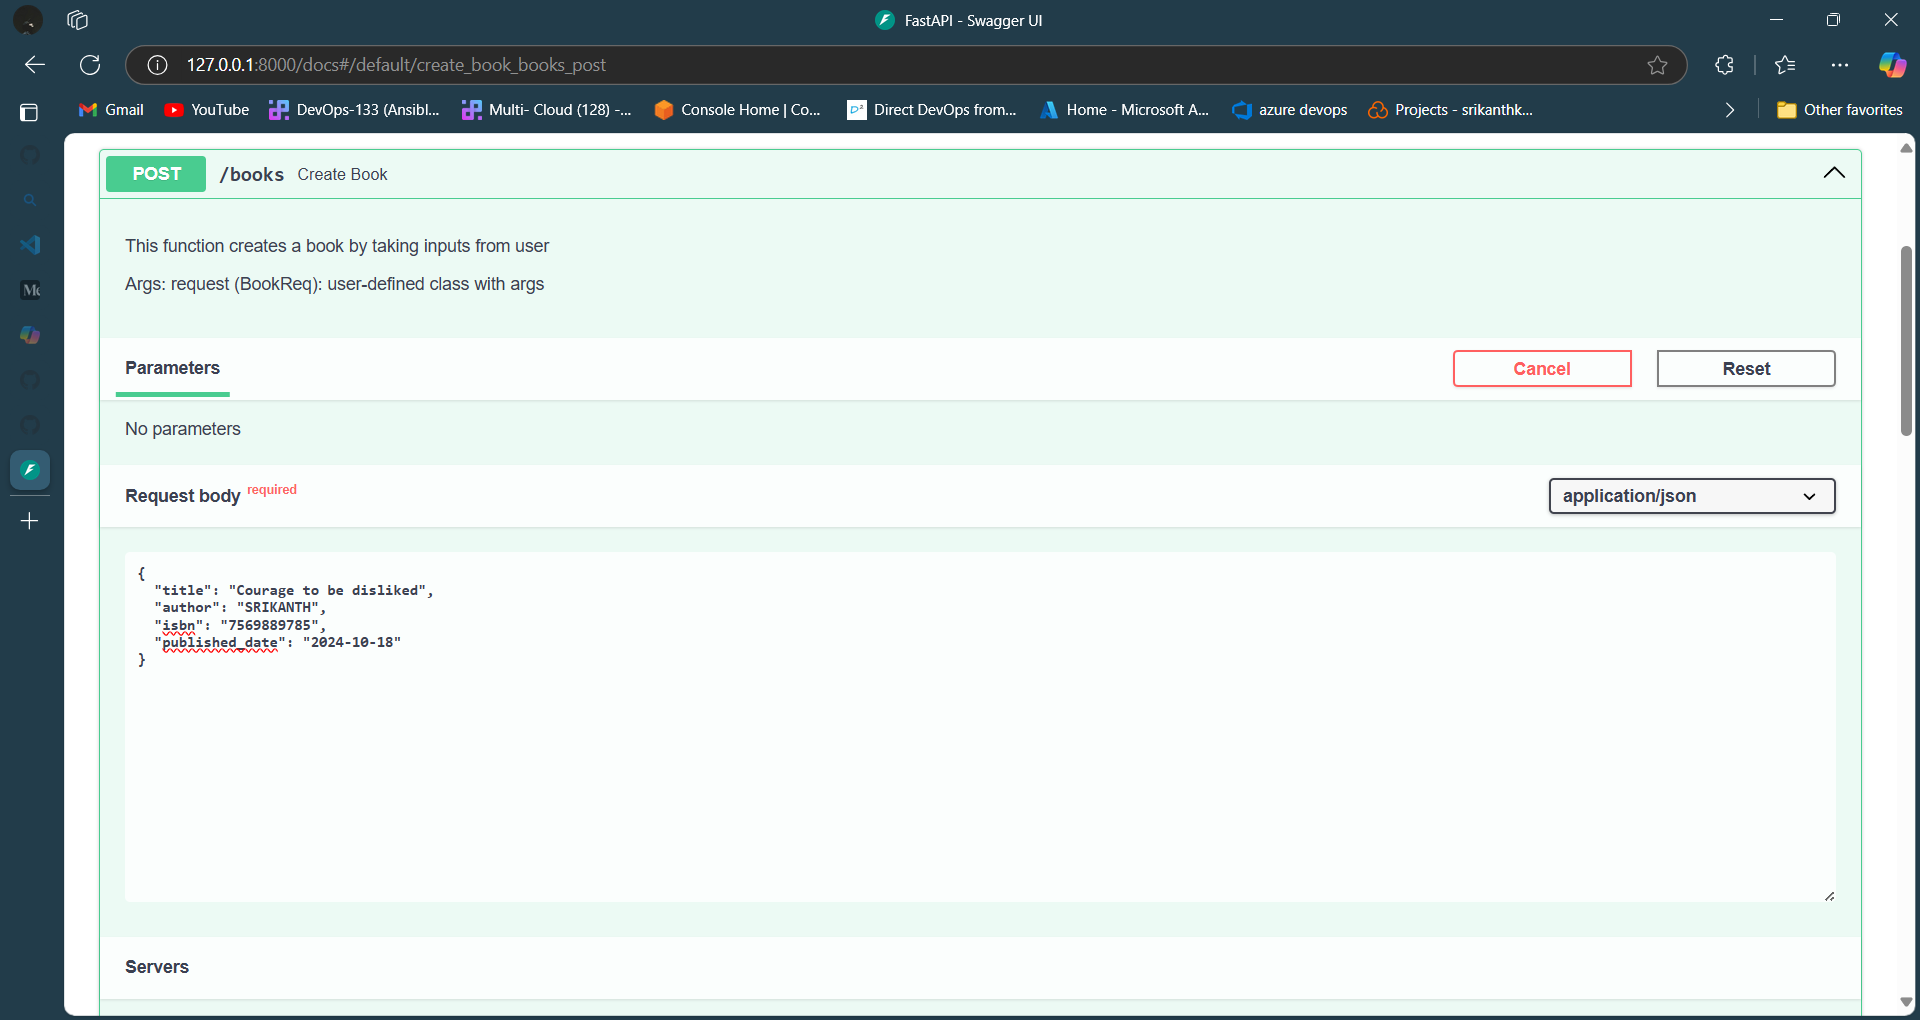 FastAPI - Swagger UI
127.0.0.1:8000/docs#/default/create_book_books_post
Gmail YouTube DevOps-133 (Ansibl... Multi- Cloud (128) -... Console Home | Co... Direct DevOps from... Home - Microsoft A... azure devops Projects - srikanthk... Other favorites
POST /books Create Book
This function creates a book by taking inputs from user
Args: request (BookReq): user-defined class with args
Parameters Cancel Reset
No parameters
Request body required application/json
{
"title": "Courage to be disliked",
"author": "SRIKANTH",
"isbn": "7569889785",
"published_date": "2024-10-18"
}
Servers